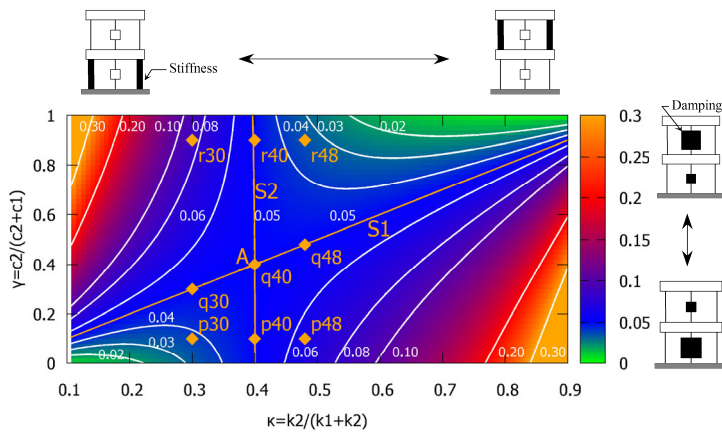 Stiffness
Damping
0.30 0.20 0.10 0.08 0.04 0.03 0.02
r30 r40 r48
S2
0.06 0.05 0.05
S1
A
q30 q40 q48
p30 p40 p48
0.04
0.03
0.02
0.06 0.08 0.10 0.20 0.30
1
0.8
0.6
0.4
0.2
0
γ=c2/(c2+c1)
0.1 0.2 0.3 0.4 0.5 0.6 0.7 0.8 0.9
κ=k2/(k1+k2)
0.3
0.25
0.2
0.15
0.1
0.05
0